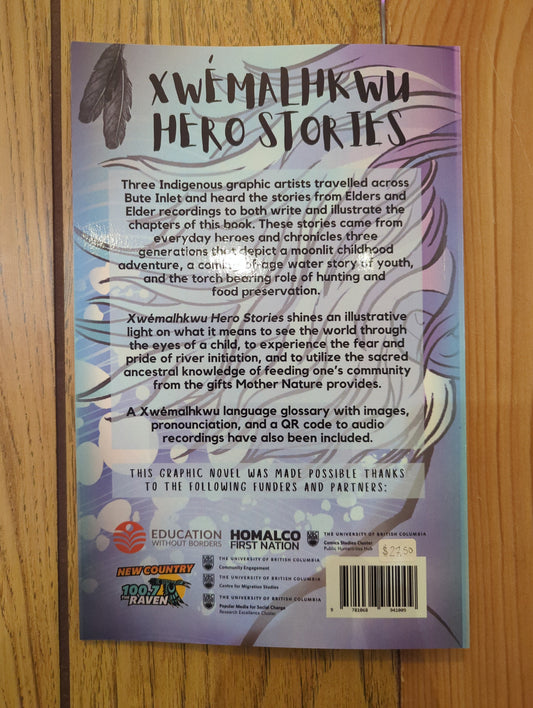 XWÉMALHKWU
HERO STORIES
Three Indigenous graphic artists travelled across
Bute Inlet and heard the stories from Elders and
Elder recordings to both write and illustrate the
chapters of this book. These stories came from
everyday heroes and chronicles three
generations that depict a moonlit childhood
adventure, a coming-of-age water story of youth,
and the torch bearing role of hunting and
food preservation.
Xwémalhkwu Hero Stories shines an illustrative
light on what it means to see the world through
the eyes of a child, to experience the fear and
pride of river initiation, and to utilize the sacred
ancestral knowledge of feeding one's community
from the gifts Mother Nature provides.
A Xwémalhkwu language glossary with images,
pronounciation, and a QR code to audio
recordings have also been included.
THIS GRAPHIC NOVEL WAS MADE POSSIBLE THANKS
TO THE FOLLOWING FUNDERS AND PARTNERS:
EDUCATION
WITHOUT BORDERS
HOMALCO
FIRST NATION
THE UNIVERSITY OF BRITISH COLUMBIA
Comics Studies Cluster
Public Humanities Hub
NEW COUNTRY
100.7
THE RAVEN
THE UNIVERSITY OF BRITISH COLUMBIA
Community Engagement
THE UNIVERSITY OF BRITISH COLUMBIA
Centre for Migration Studies
THE UNIVERSITY OF BRITISH COLUMBIA
Popular Media for Social Change
Research Excellence Cluster
$27.50
9 781068 941009